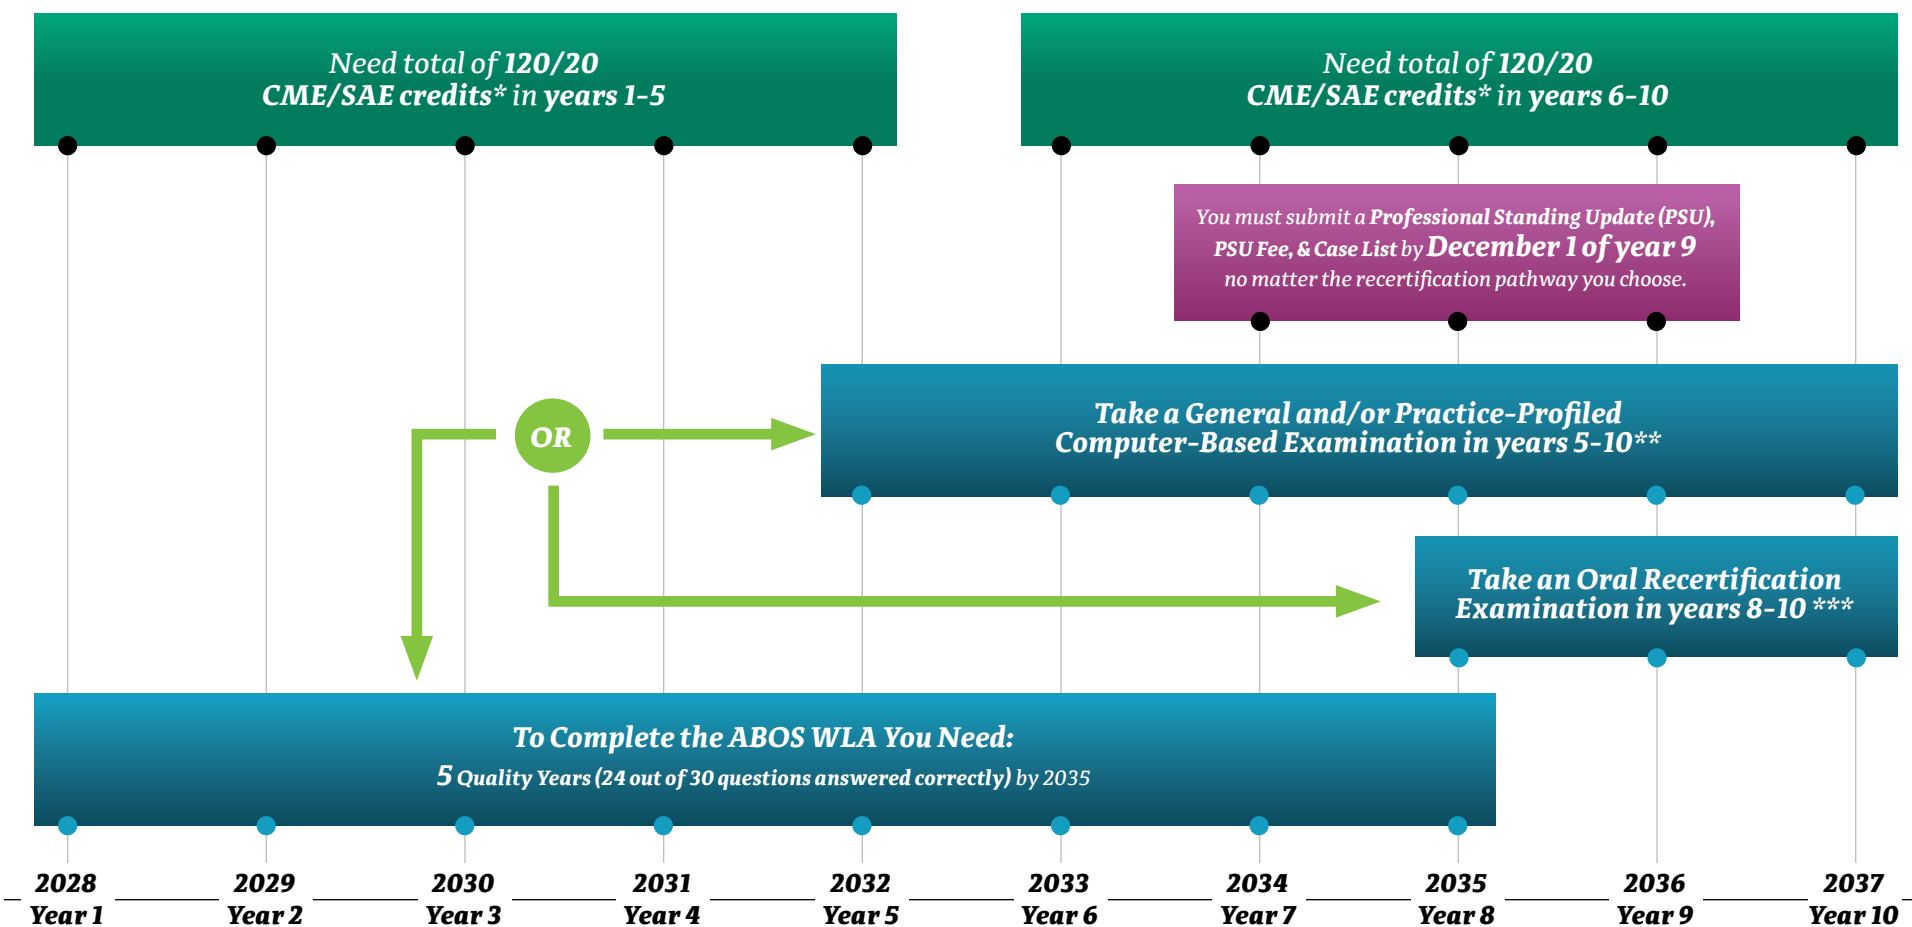 Need total of 120/20
CME/SAE credits* in years 1-5
Need total of 120/20
CME/SAE credits* in years 6-10
You must submit a Professional Standing Update (PSU),
PSU Fee, & Case List by December 1 of year 9
no matter the recertification pathway you choose.
OR
Take a General and/or Practice-Profiled
Computer-Based Examination in years 5-10**
Take an Oral Recertification
Examination in years 8-10 ***
To Complete the ABOS WLA You Need:
5 Quality Years (24 out of 30 questions answered correctly) by 2035
2028 2029 2030 2031 2032 2033 2034 2035 2036 2037
Year 1 Year 2 Year 3 Year 4 Year 5 Year 6 Year 7 Year 8 Year 9 Year 10